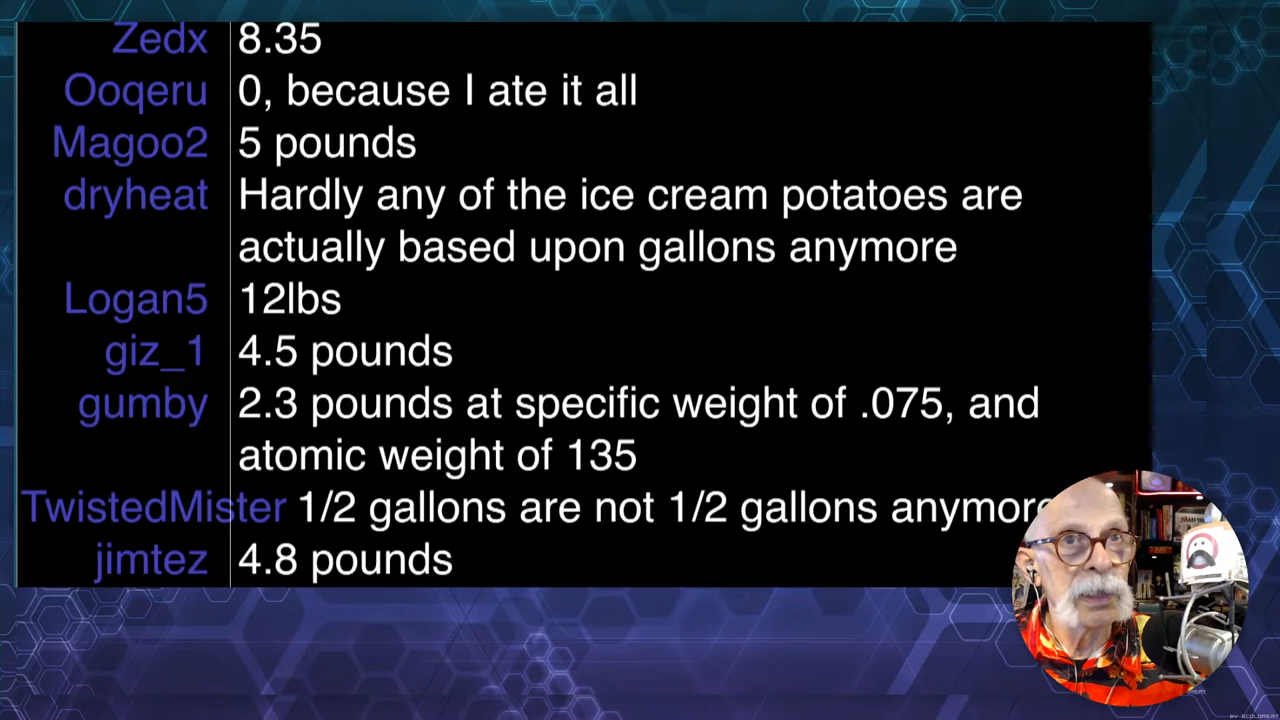 Zedx 8.35
Ooqeru 0, because I ate it all
Magoo2 5 pounds
dryheat Hardly any of the ice cream potatoes are
actually based upon gallons anymore
Logan5 12lbs
giz_1 4.5 pounds
gumby 2.3 pounds at specific weight of .075, and
atomic weight of 135
TwistedMister 1/2 gallons are not 1/2 gallons anymore
jimtez 4.8 pounds